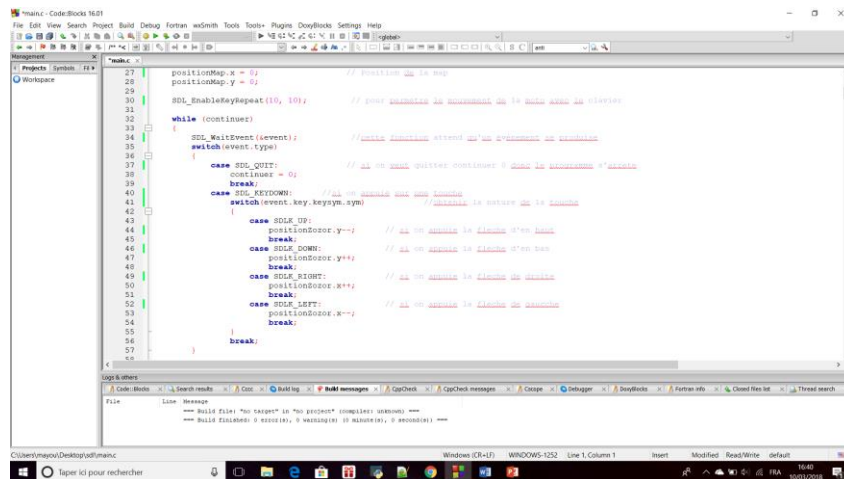 *main.c - Code::Blocks 16.01
File Edit View Search Project Build Debug Fortran wxSmith Tools Tools+ Plugins DoxyBlocks Settings Help
<global>
Management
Projects Symbols
Workspace
*main.c
27 positionMap.x = 0; // Position de la map
28 positionMap.y = 0;
29
30 SDL_EnableKeyRepeat(10, 10); // pour permetre le mouvement de la moto avec le clavier
31
32 while (continuer)
33 {
34 SDL_WaitEvent(&event); //cette fonction attend qu'un evenement se produise
35 switch(event.type)
36 {
37 case SDL_QUIT: // si on veut quitter continuer 0 donc le programme s'arrete
38 continuer = 0;
39 break;
40 case SDL_KEYDOWN: //si on appuie sur une touche
41 switch(event.key.keysym.sym) //obtenir la nature de la touche
42 {
43 case SDLK_UP:
44 positionZozor.y--; // si on appuie la fleche d'en haut
45 break;
46 case SDLK_DOWN: // si on appuie la fleche d'en bas
47 positionZozor.y++;
48 break;
49 case SDLK_RIGHT: // si on appuie la fleche de droite
50 positionZozor.x++;
51 break;
52 case SDLK_LEFT: // si on appuie la fleche de gauche
53 positionZozor.x--;
54 break;
55 }
56 break;
57 }
58
Logs & others
Code::Blocks Search results Cccc Build log Build messages CppCheck CppCheck messages Cscope Debugger DoxyBlocks Fortran info Closed files list Thread search
File Line Message
=== Build file: "no target" in "no project" (compiler: unknown) ===
=== Build finished: 0 error(s), 0 warning(s) (0 minute(s), 0 second(s)) ===
C:\Users\mayou\Desktop\sdl\main.c Windows (CR+LF) WINDOWS-1252 Line 1, Column 1 Insert Modified Read/Write default
Taper ici pour rechercher FRA 16:40
10/03/2018